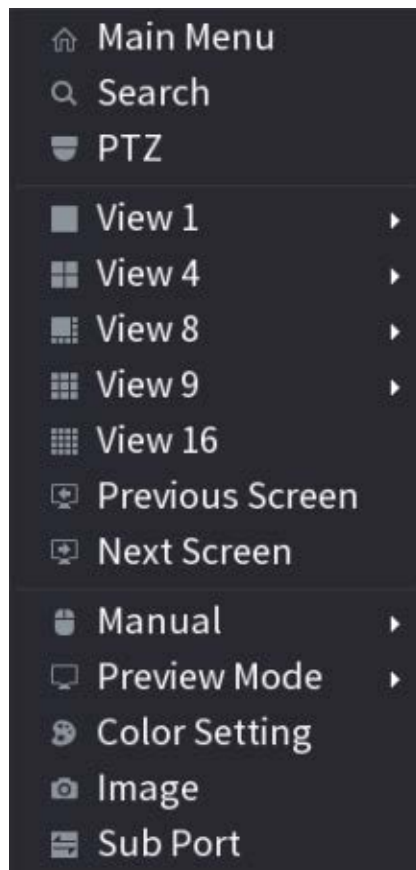 Main Menu
Search
PTZ
View 1
View 4
View 8
View 9
View 16
Previous Screen
Next Screen
Manual
Preview Mode
Color Setting
Image
Sub Port